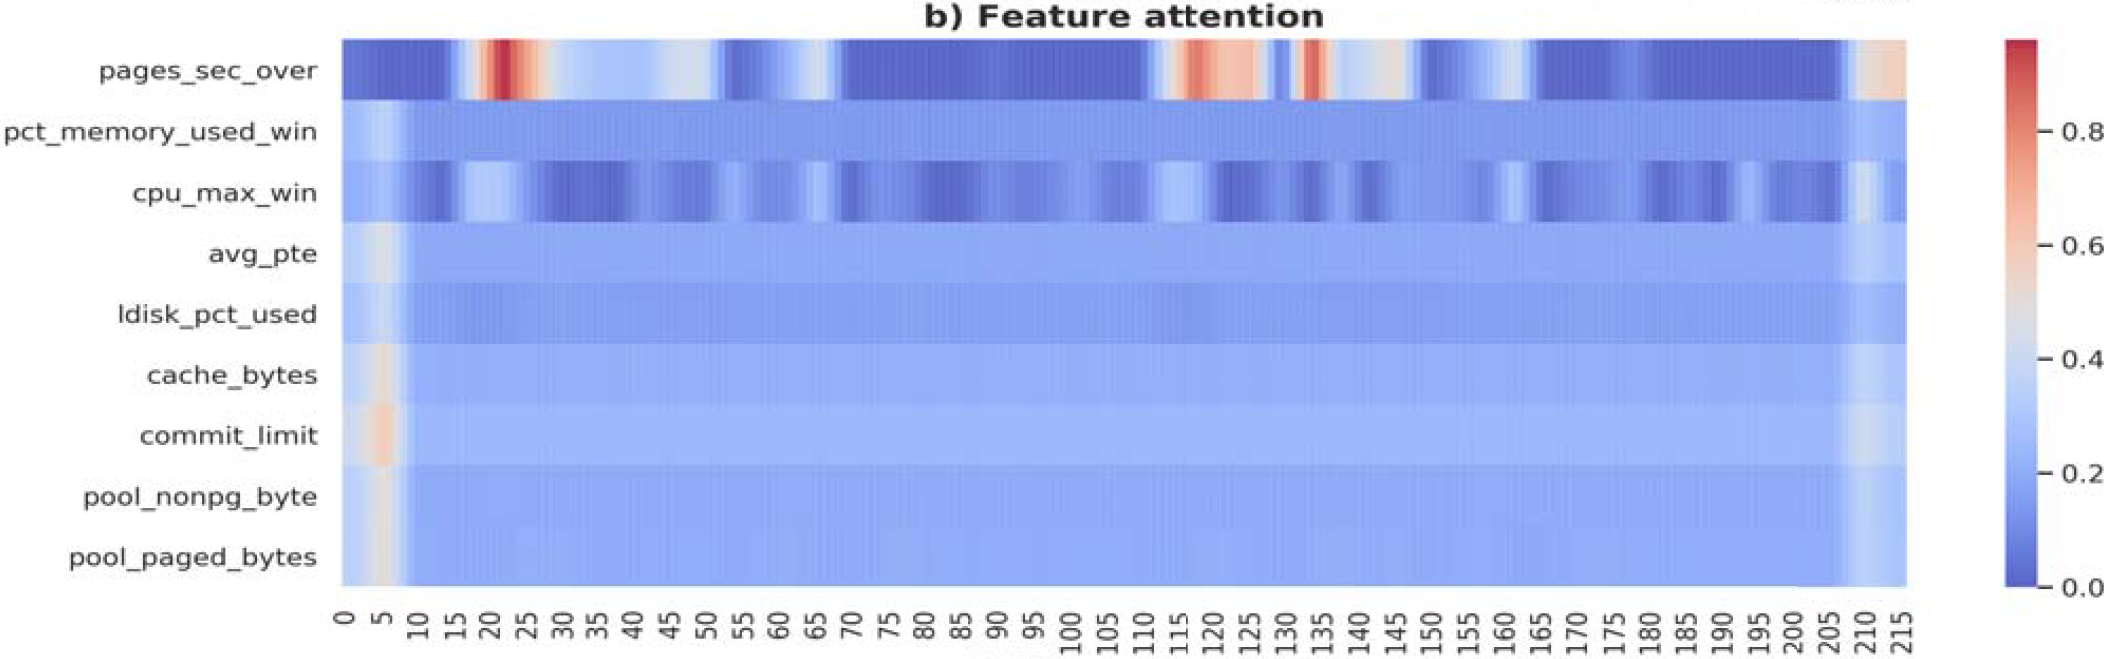 b) Feature attention
pages_sec_over
pct_memory_used_win
cpu_max_win
avg_pte
ldisk_pct_used
cache_bytes
commit_limit
pool_nonpg_byte
pool_paged_bytes
0.8
0.6
0.4
0.2
0.0
0 5 10 15 20 25 30 35 40 45 50 55 60 65 70 75 80 85 90 95 100 105 110 115 120 125 130 135 140 145 150 155 160 165 170 175 180 185 190 195 200 205 210 215